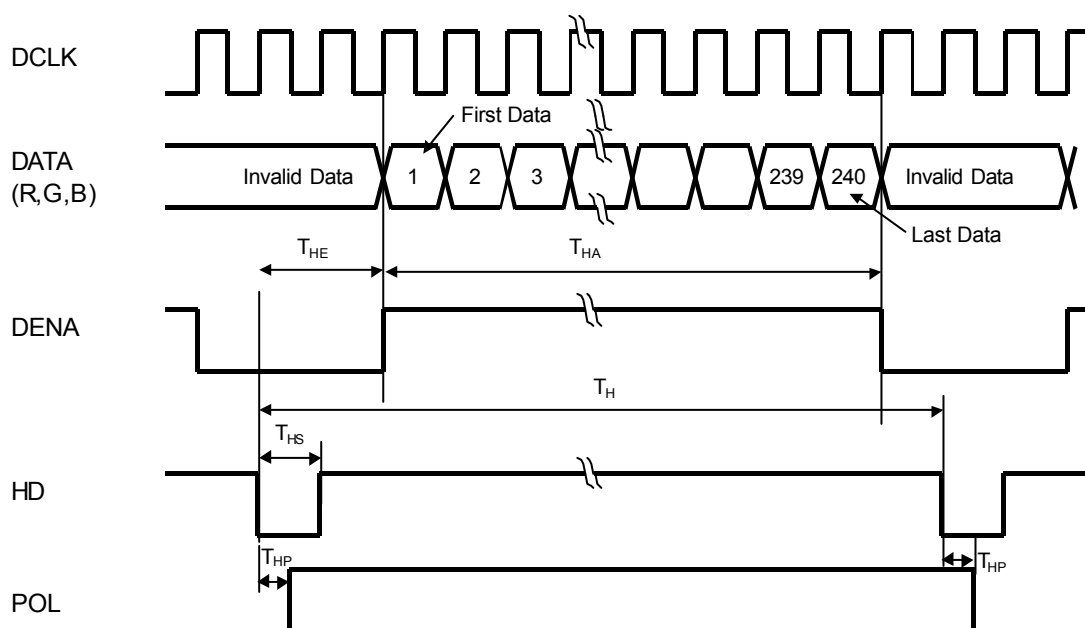 DCLK
First Data
DATA
(R,G,B)
Invalid Data 1 2 3 239 240 Invalid Data
Last Data
THE THA
DENA
TH
THS
HD
THP THP
POL